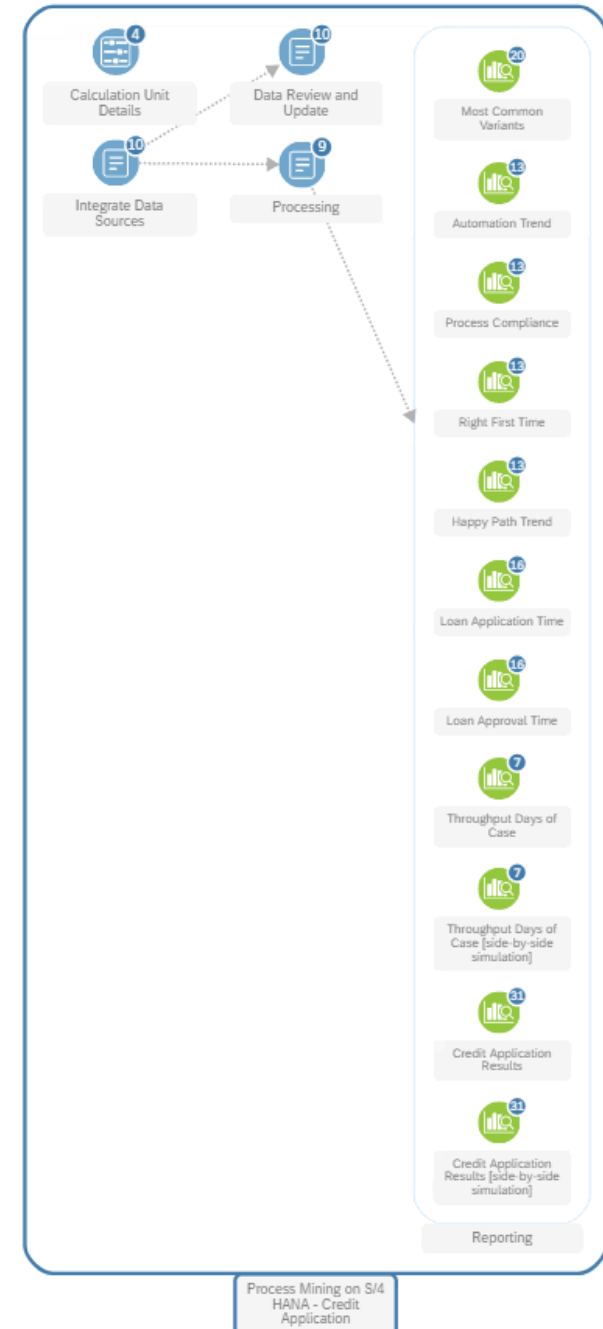 4
Calculation Unit
Details
10
Data Review and
Update
10
Integrate Data
Sources
9
Processing
20
Most Common
Variants
13
Automation Trend
13
Process Compliance
13
Right First Time
13
Happy Path Trend
16
Loan Application Time
16
Loan Approval Time
7
Throughput Days of
Case
7
Throughput Days of
Case [side-by-side
simulation]
31
Credit Application
Results
31
Credit Application
Results [side-by-side
simulation]
Reporting
Process Mining on S/4
HANA - Credit
Application